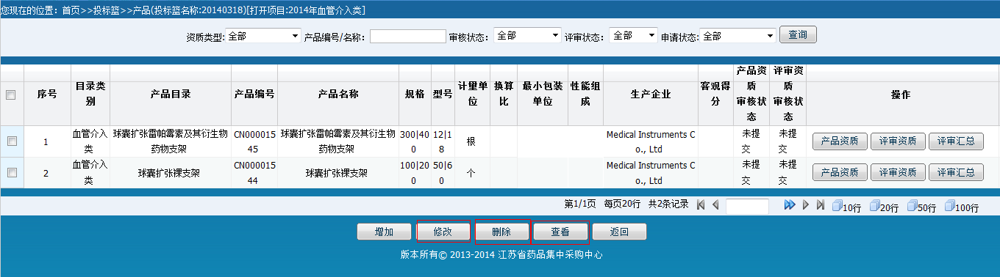 您现在的位置：首页>>投标篮>>产品(投标篮名称:20140318)[打开项目:2014年血管介入类]
资质类型: 全部 产品编号/名称: 审核状态: 全部 评审状态: 全部 申请状态: 全部 查询
序号 目录类别 产品目录 产品编号 产品名称 规格 型号 计量单位 换算比 最小包装单位 性能组成 生产企业 客观得分 产品资质审核状态 评审资质审核状态 操作
1 血管介入类 球囊扩张雷帕霉素及其衍生物药物支架 CN00001545 球囊扩张雷帕霉素及其衍生物药物支架 300|400 12|18 根 Medical Instruments Co., Ltd 未提交 未提交 产品资质 评审资质 评审汇总
2 血管介入类 球囊扩张裸支架 CN00001544 球囊扩张裸支架 100|200 50|60 个 Medical Instruments Co., Ltd 未提交 未提交 产品资质 评审资质 评审汇总
第1/1页 每页20行 共2条记录 10行 20行 50行 100行
增加 修改 删除 查看 返回
版本所有© 2013-2014 江苏省药品集中采购中心